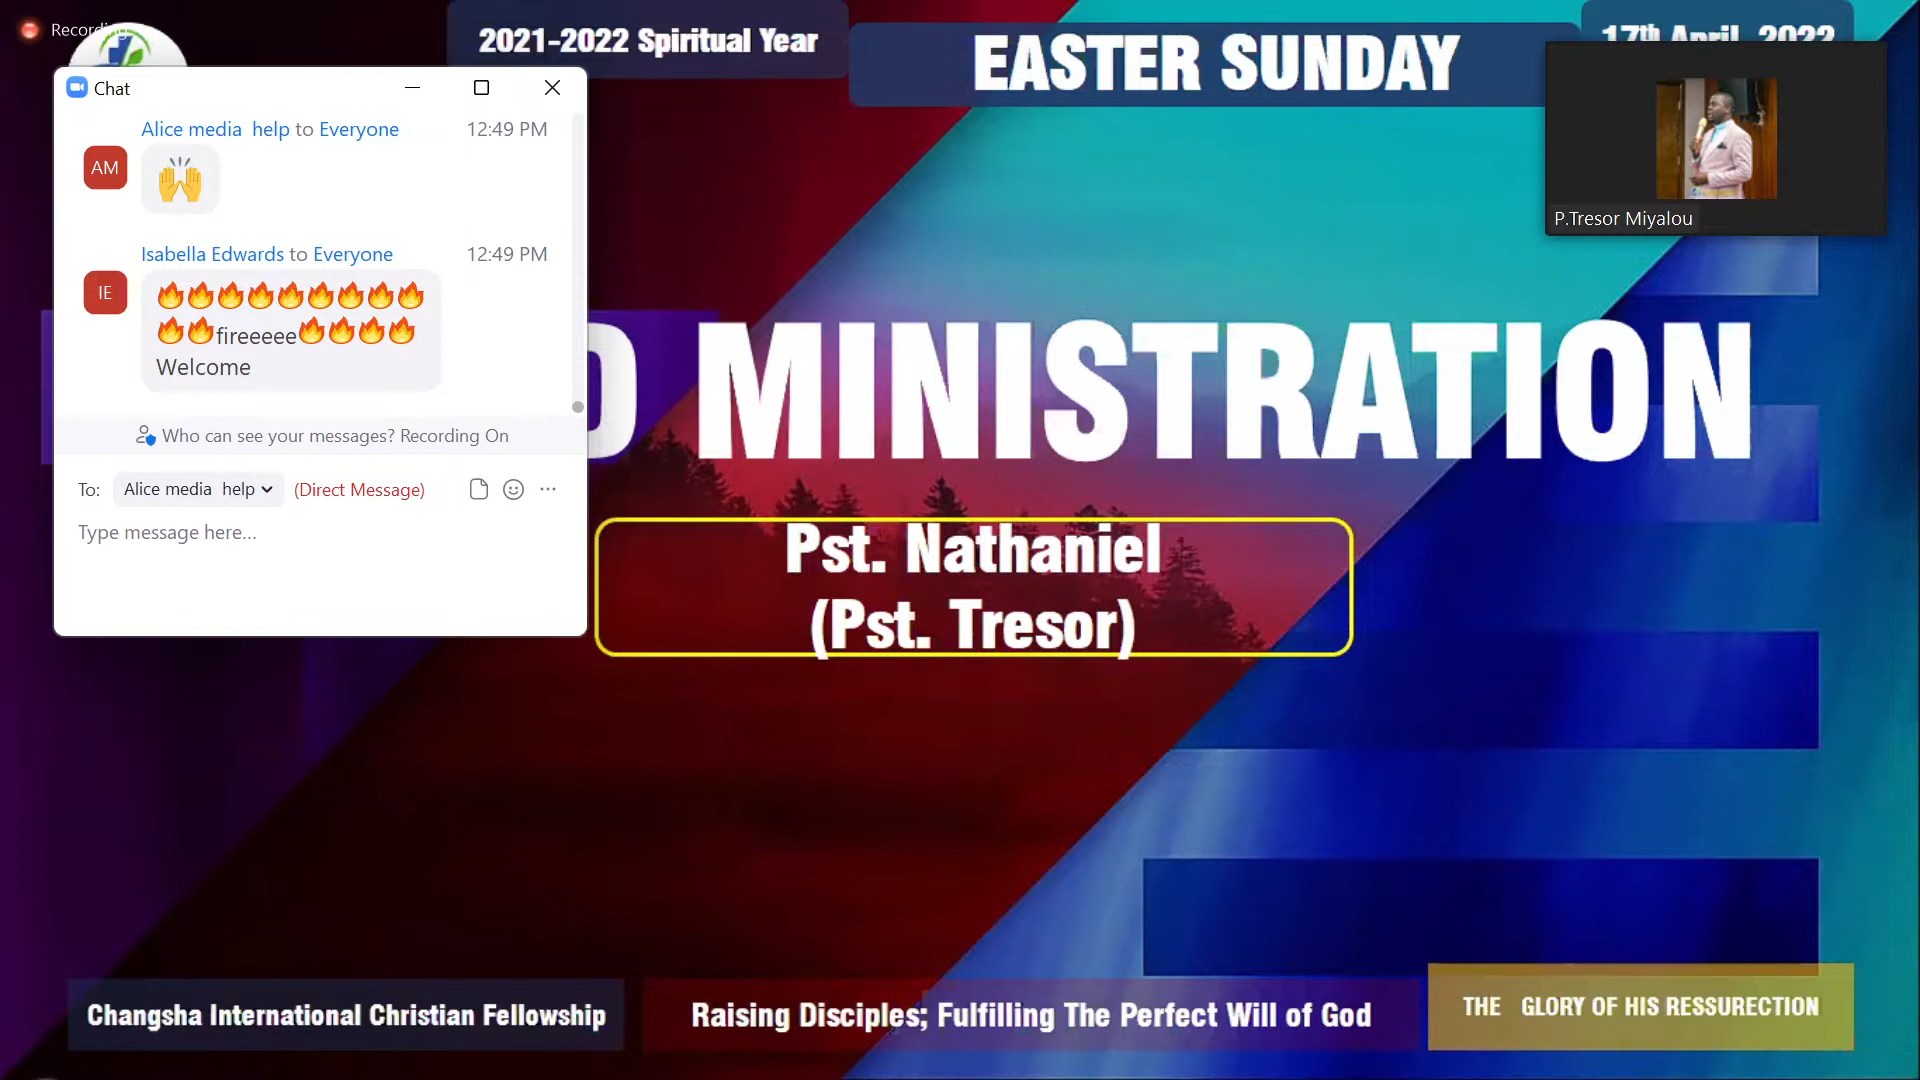 Recording
2021-2022 Spiritual Year
EASTER SUNDAY
17th April, 2022
Chat
Alice media help to Everyone 12:49 PM
AM
🙌
Isabella Edwards to Everyone 12:49 PM
IE
🔥🔥🔥🔥🔥🔥🔥🔥🔥
🔥🔥fireeeee🔥🔥🔥🔥
Welcome
Who can see your messages? Recording On
To: Alice media help (Direct Message)
Type message here...
P.Tresor Miyalou
MINISTRATION
Pst. Nathaniel
(Pst. Tresor)
Changsha International Christian Fellowship
Raising Disciples; Fulfilling The Perfect Will of God
THE GLORY OF HIS RESSURECTION